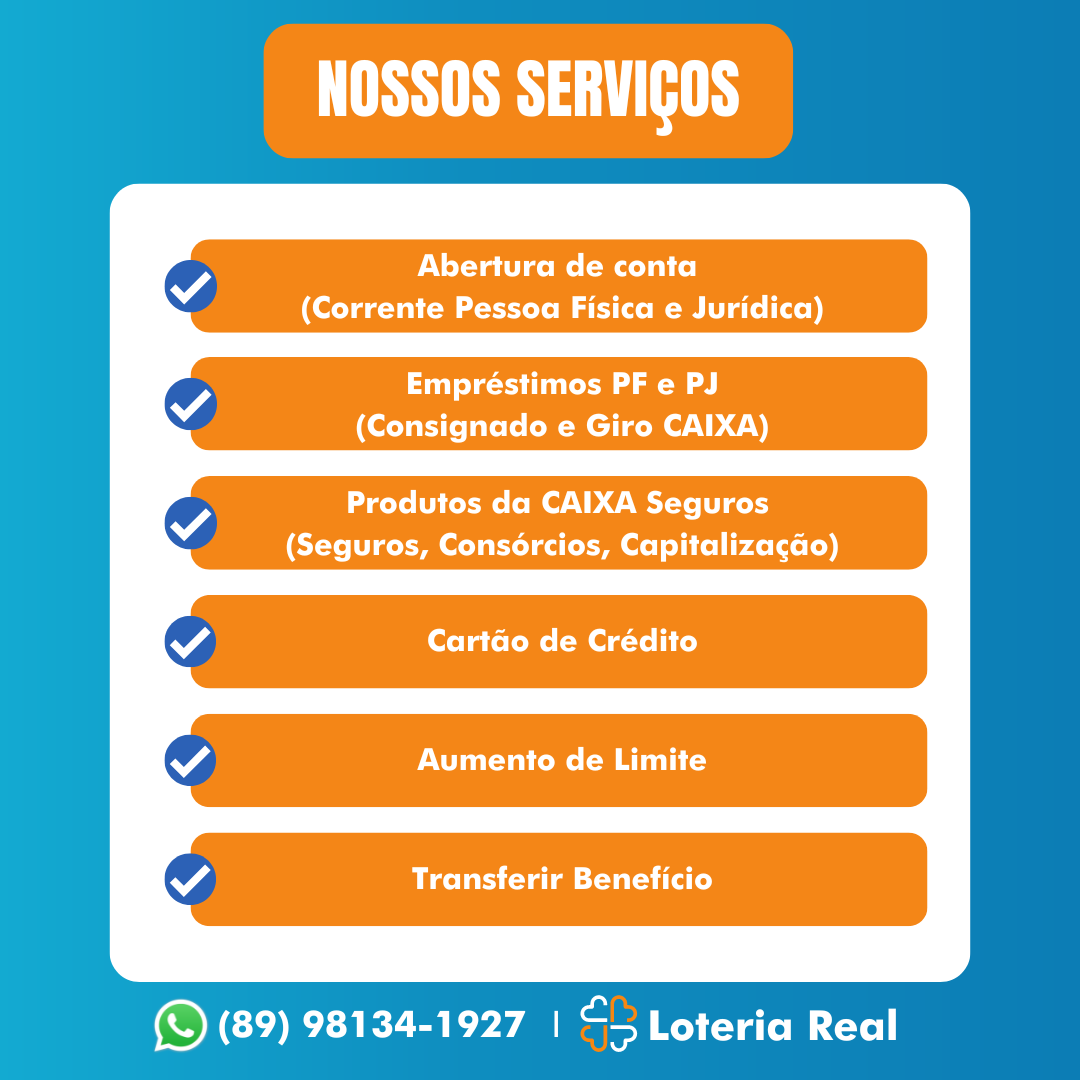 NOSSOS SERVIÇOS
Abertura de conta
(Corrente Pessoa Física e Jurídica)
Empréstimos PF e PJ
(Consignado e Giro CAIXA)
Produtos da CAIXA Seguros
(Seguros, Consórcios, Capitalização)
Cartão de Crédito
Aumento de Limite
Transferir Benefício
(89) 98134-1927 | Loteria Real